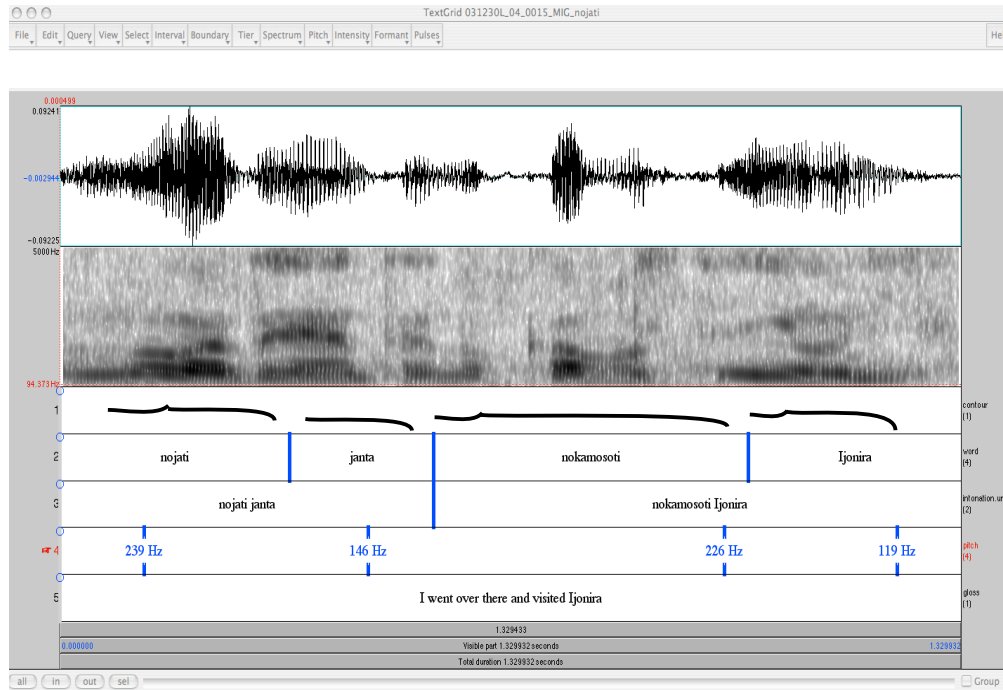 TextGrid 031230L_04_0015_MIG_nojati
File Edit Query View Select Interval Boundary Tier Spectrum Pitch Intensity Formant Pulses Hel
0.000499
0.09241
-0.002944
-0.09225
5000 Hz
94.373 Hz
1 contour (1)
2 nojati janta nokamosoti Ijonira word (4)
3 nojati janta nokamosoti Ijonira intonation.un (2)
4 239 Hz 146 Hz 226 Hz 119 Hz pitch (4)
5 I went over there and visited Ijonira gloss (1)
1.329433
0.000000 Visible part 1.329932 seconds 1.329932
Total duration 1.329932 seconds
all in out sel Group